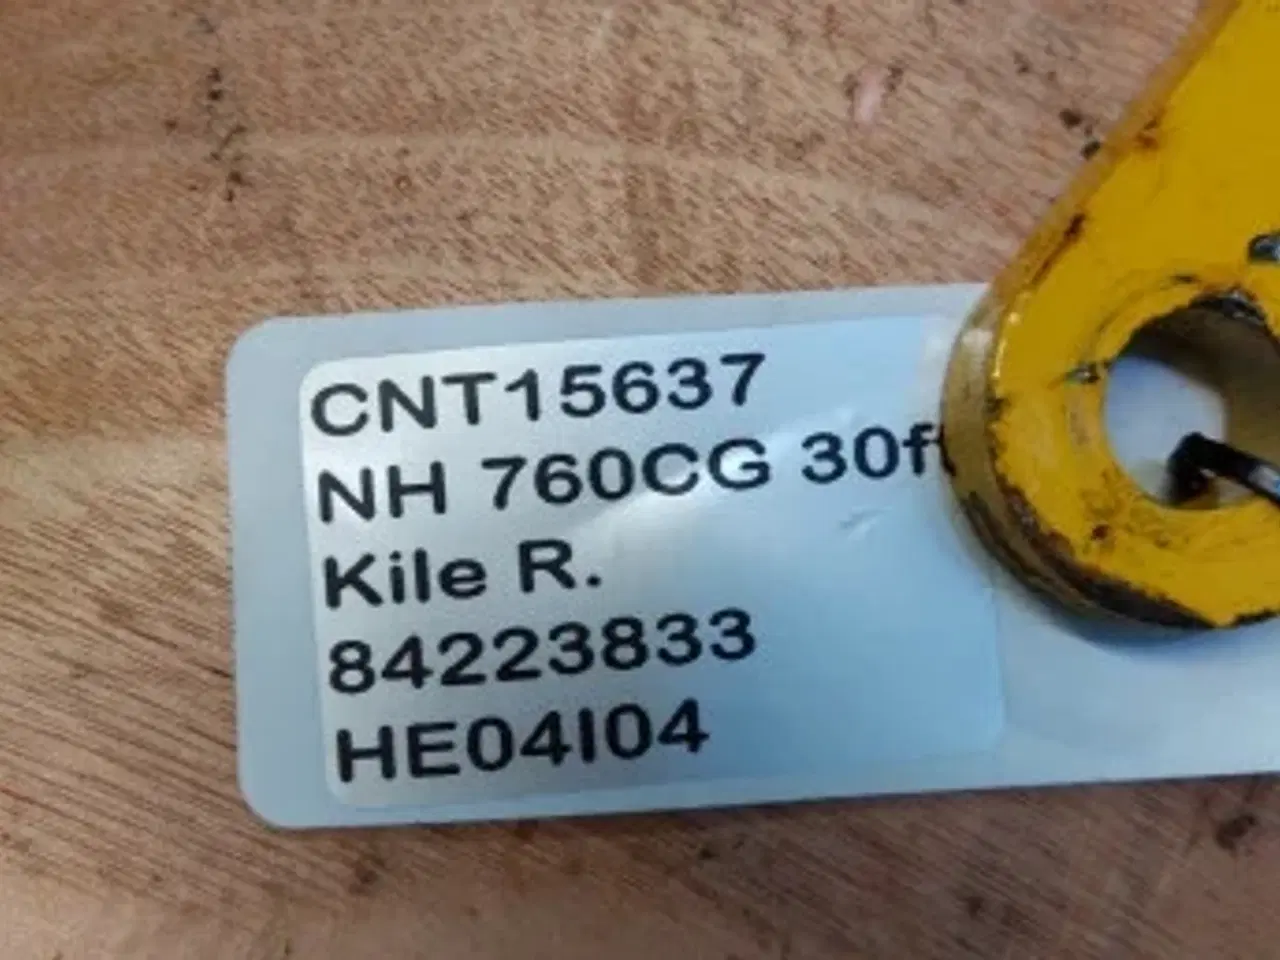 CNT15637
NH 760CG 30f
Kile R.
84223833
HE04I04